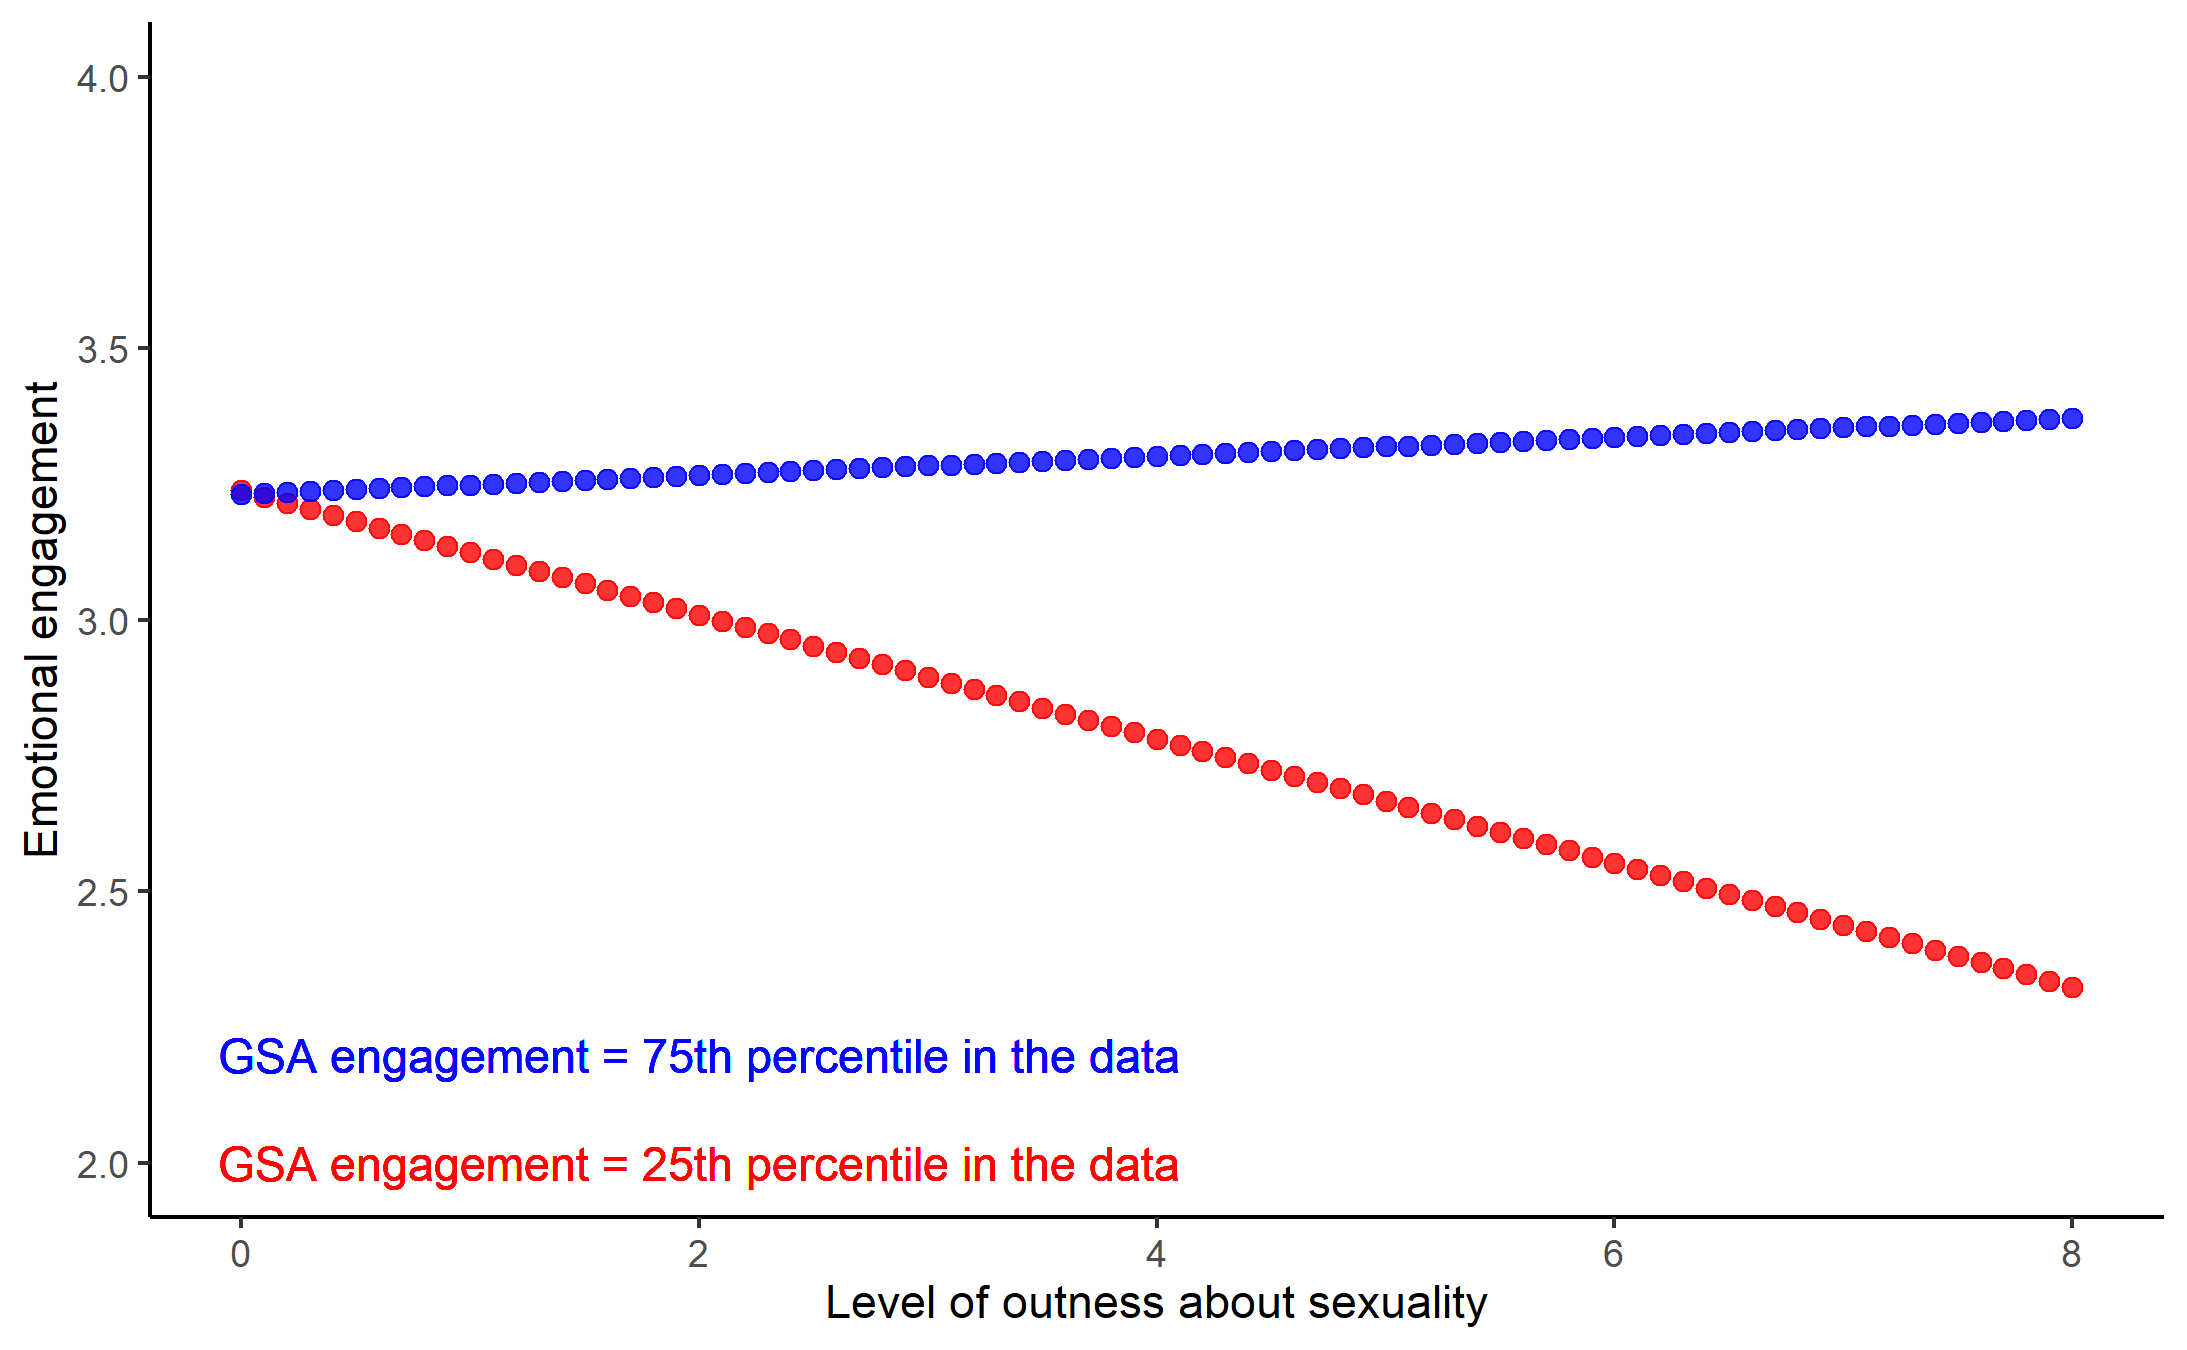 4.0
3.5
3.0
2.5
2.0
Emotional engagement
GSA engagement = 75th percentile in the data
GSA engagement = 25th percentile in the data
0 2 4 6 8
Level of outness about sexuality